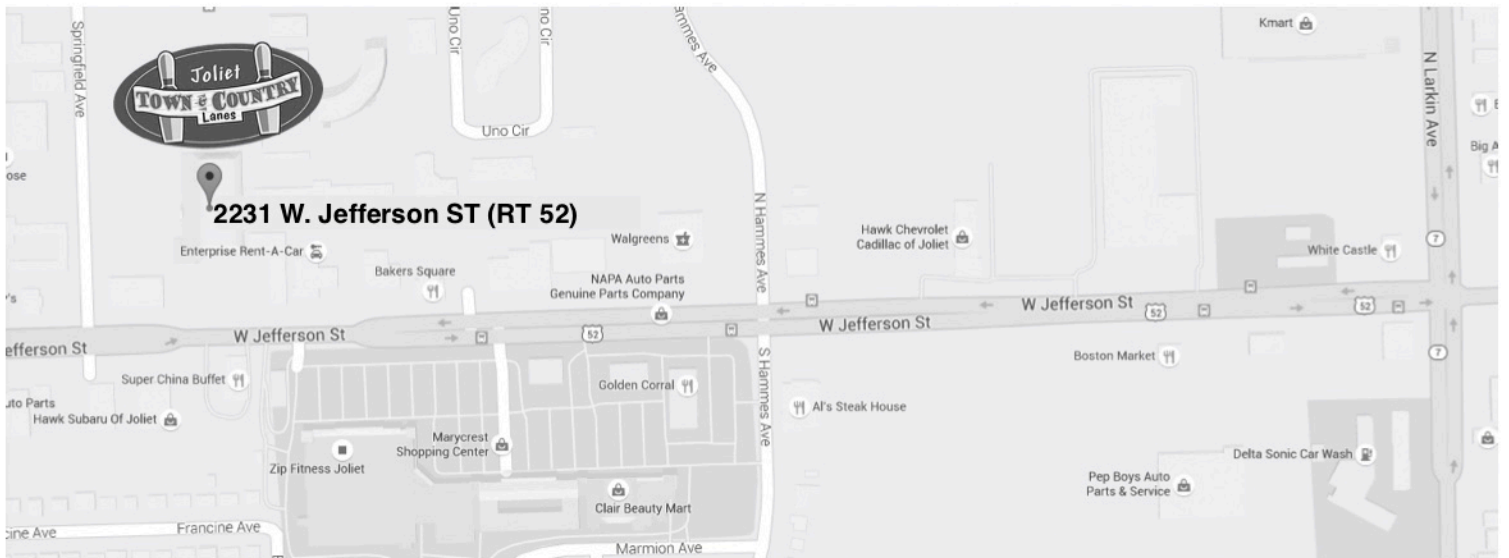 Springfield Ave
Uno Cir
no Cir
ammes Ave
Kmart
N Larkin Ave
Joliet
TOWN & COUNTRY
Lanes
Uno Cir
Big A
ose
2231 W. Jefferson ST (RT 52)
N Hammes Ave
Enterprise Rent-A-Car
Walgreens
Hawk Chevrolet
Cadillac of Joliet
7
White Castle
Bakers Square
NAPA Auto Parts
Genuine Parts Company
's
W Jefferson St
52
W Jefferson St
W Jefferson St
52
52
efferson St
Super China Buffet
Golden Corral
S Hammes Ave
Boston Market
7
uto Parts
Hawk Subaru Of Joliet
Al's Steak House
Marycrest
Shopping Center
Zip Fitness Joliet
Delta Sonic Car Wash
Pep Boys Auto
Parts & Service
Clair Beauty Mart
cine Ave
Francine Ave
Marmion Ave